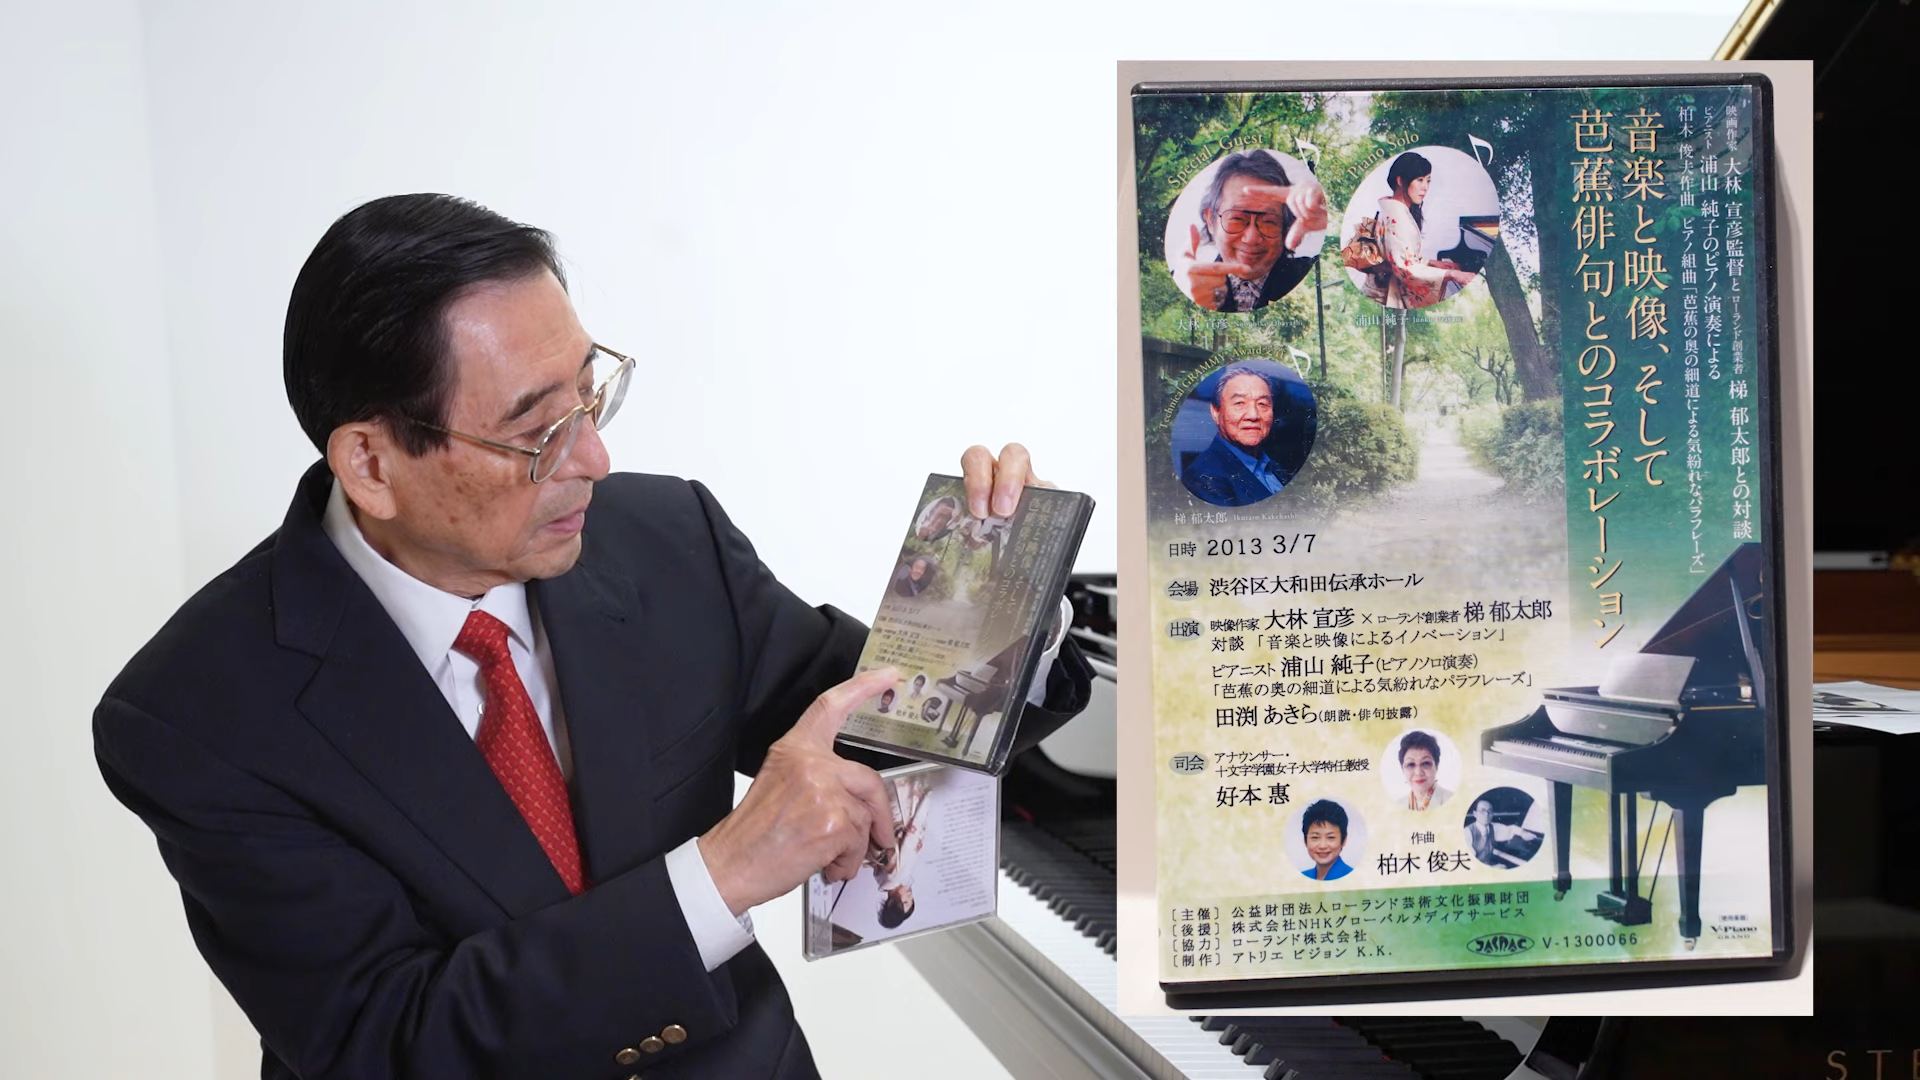 映画作家 大林 宣彦監督とローランド創業者 梯 郁太郎との対談
ピアニスト 浦山 純子のピアノ演奏による
柏木 俊夫作曲 ピアノ組曲「芭蕉の奥の細道による気紛れなパラフレーズ」
音楽と映像、そして
芭蕉俳句とのコラボレーション
Special Guest
Piano Solo
大林 宣彦 Nobuhiko Obayashi
浦山 純子
Technical GRAMMY Award
梯 郁太郎 Ikutaro Kakehashi
日時 2013 3/7
会場 渋谷区大和田伝承ホール
出演 映像作家 大林 宣彦 × ローランド創業者 梯 郁太郎
対談 「音楽と映像によるイノベーション」
ピアニスト 浦山 純子(ピアノソロ演奏)
「芭蕉の奥の細道による気紛れなパラフレーズ」
田渕 あきら(朗読・俳句披露)
司会 アナウンサー・
十文字学園女子大学特任教授
好本 惠
作曲
柏木 俊夫
[主催] 公益財団法人ローランド芸術文化振興財団
[後援] 株式会社NHKグローバルメディアサービス
[協力] ローランド株式会社
[制作] アトリエ ビジョン K.K.
JASRAC V-1300066
V-Piano
GRAND
STE